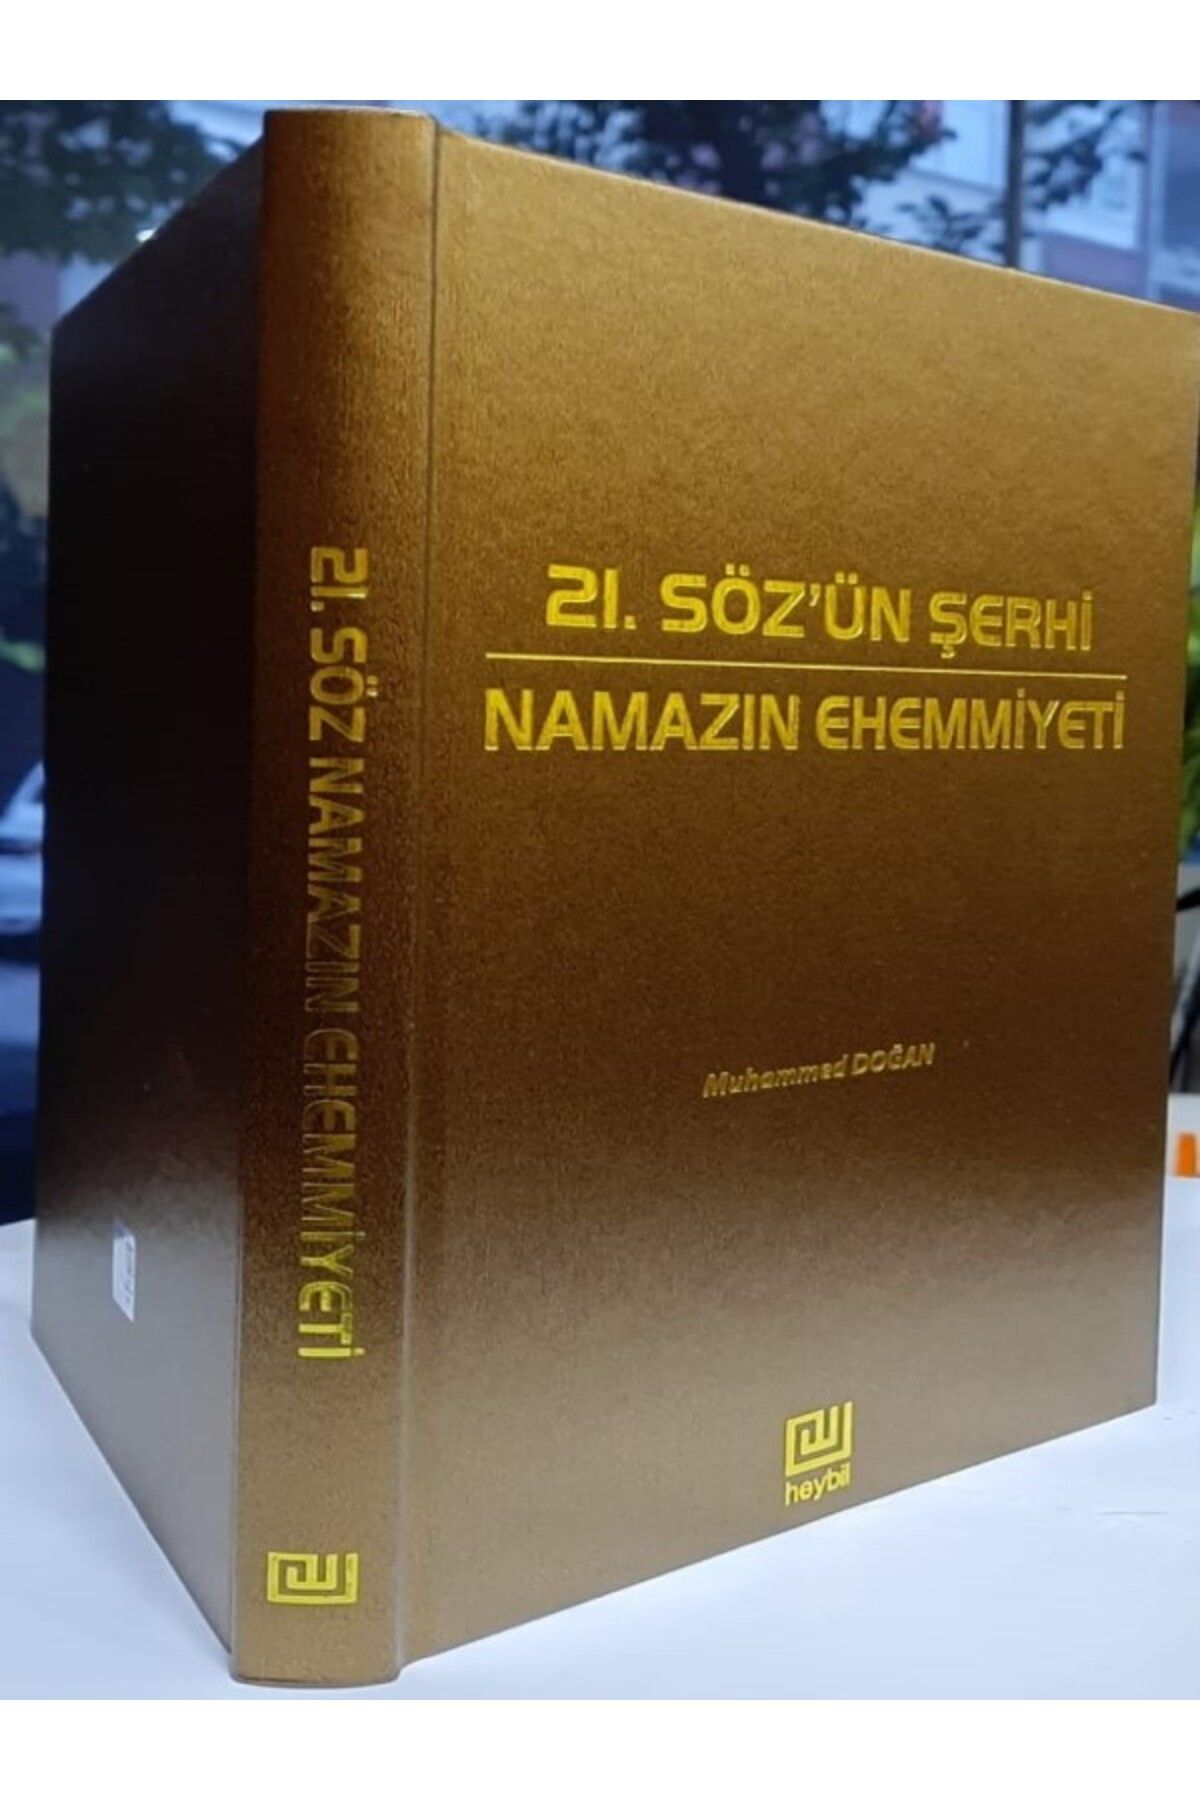 21. SÖZ'ÜN ŞERHİ
NAMAZIN EHEMMİYETİ
Muhammed DOĞAN
heybil
21. SÖZ NAMAZIN EHEMMİYETİ